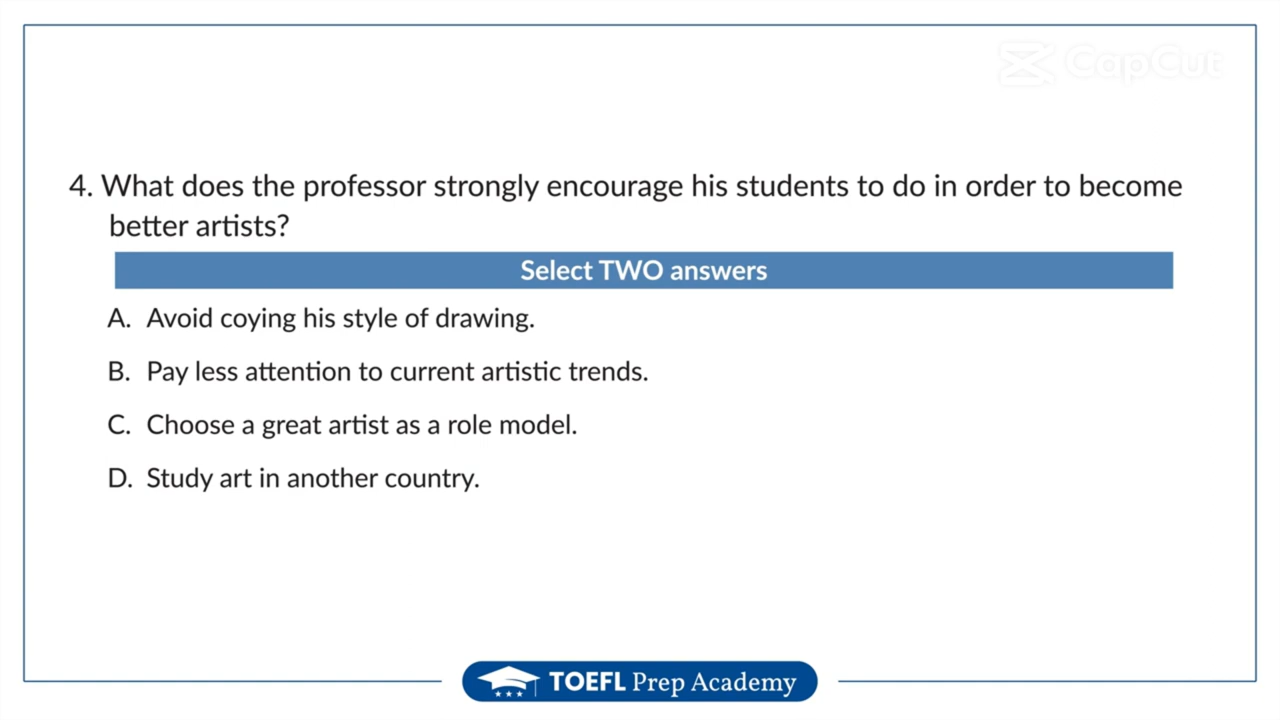 CapCut
4. What does the professor strongly encourage his students to do in order to become
better artists?
Select TWO answers
A. Avoid coying his style of drawing.
B. Pay less attention to current artistic trends.
C. Choose a great artist as a role model.
D. Study art in another country.
TOEFL Prep Academy